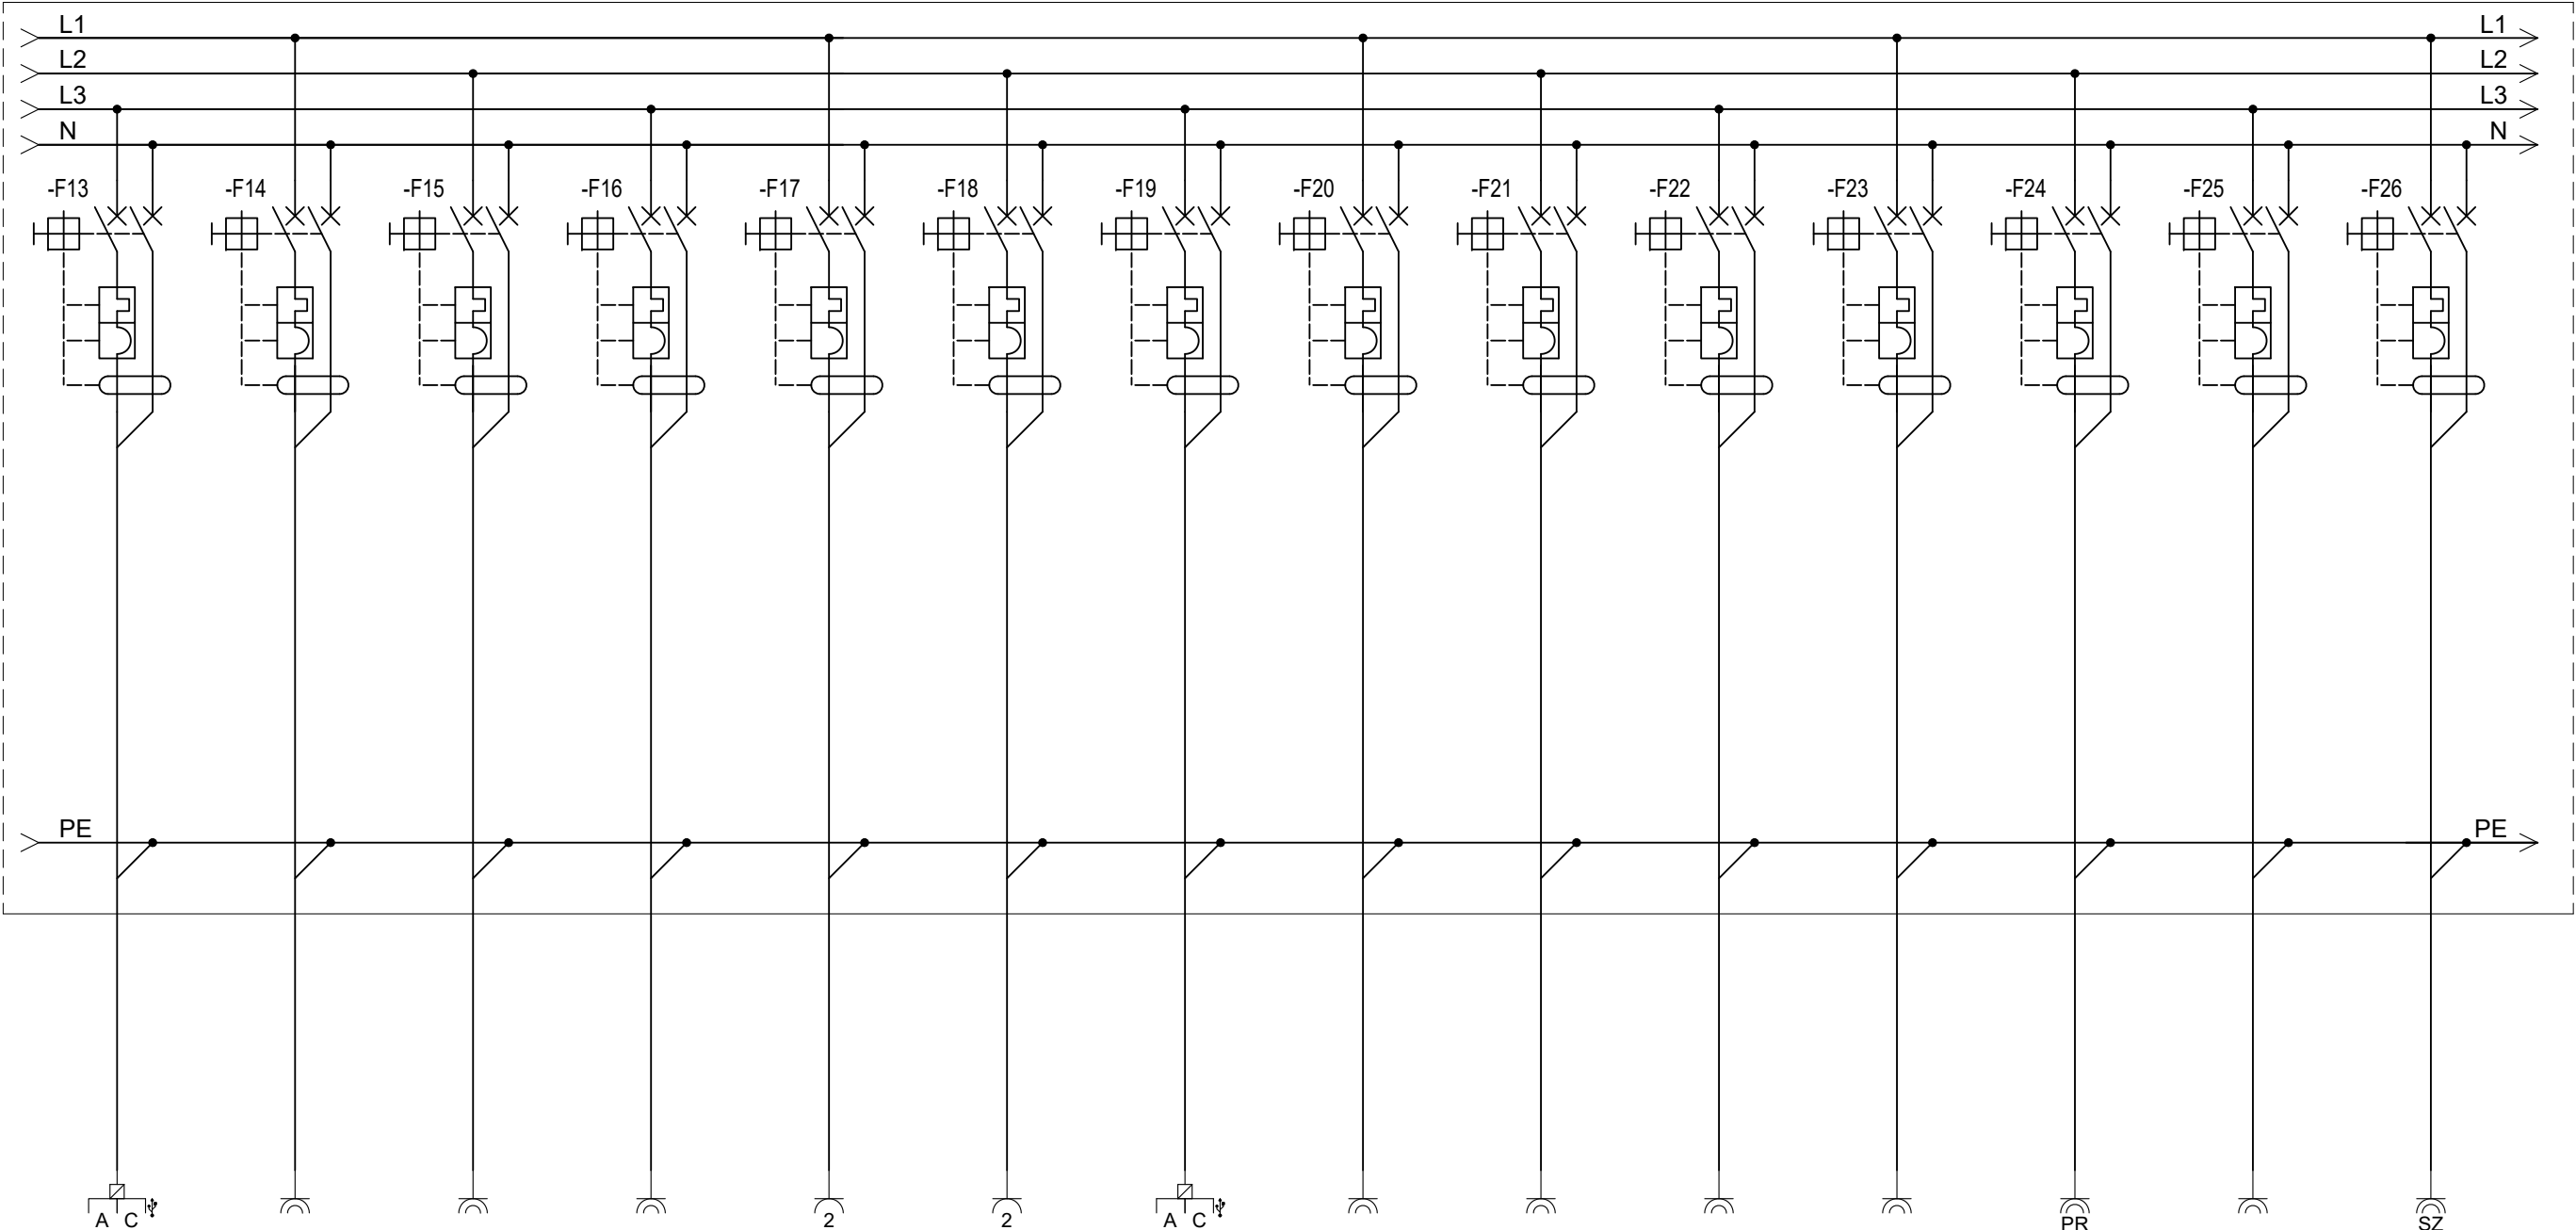 L1 L1
L2 L2
L3 L3
N N
-F13 -F14 -F15 -F16 -F17 -F18 -F19 -F20 -F21 -F22 -F23 -F24 -F25 -F26
PE PE
A C 2 2 A C PR SZ